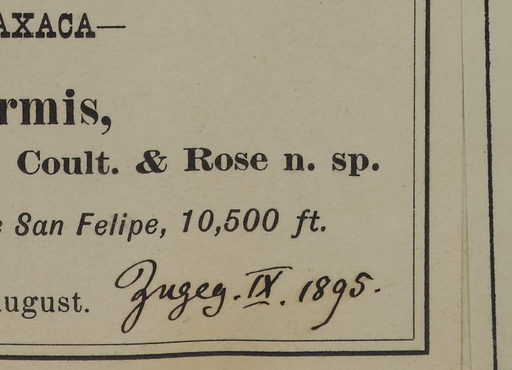 AXACA—
rmis,
Coult. & Rose n. sp.
San Felipe, 10,500 ft.
ugust. Zugeg. IX. 1895.